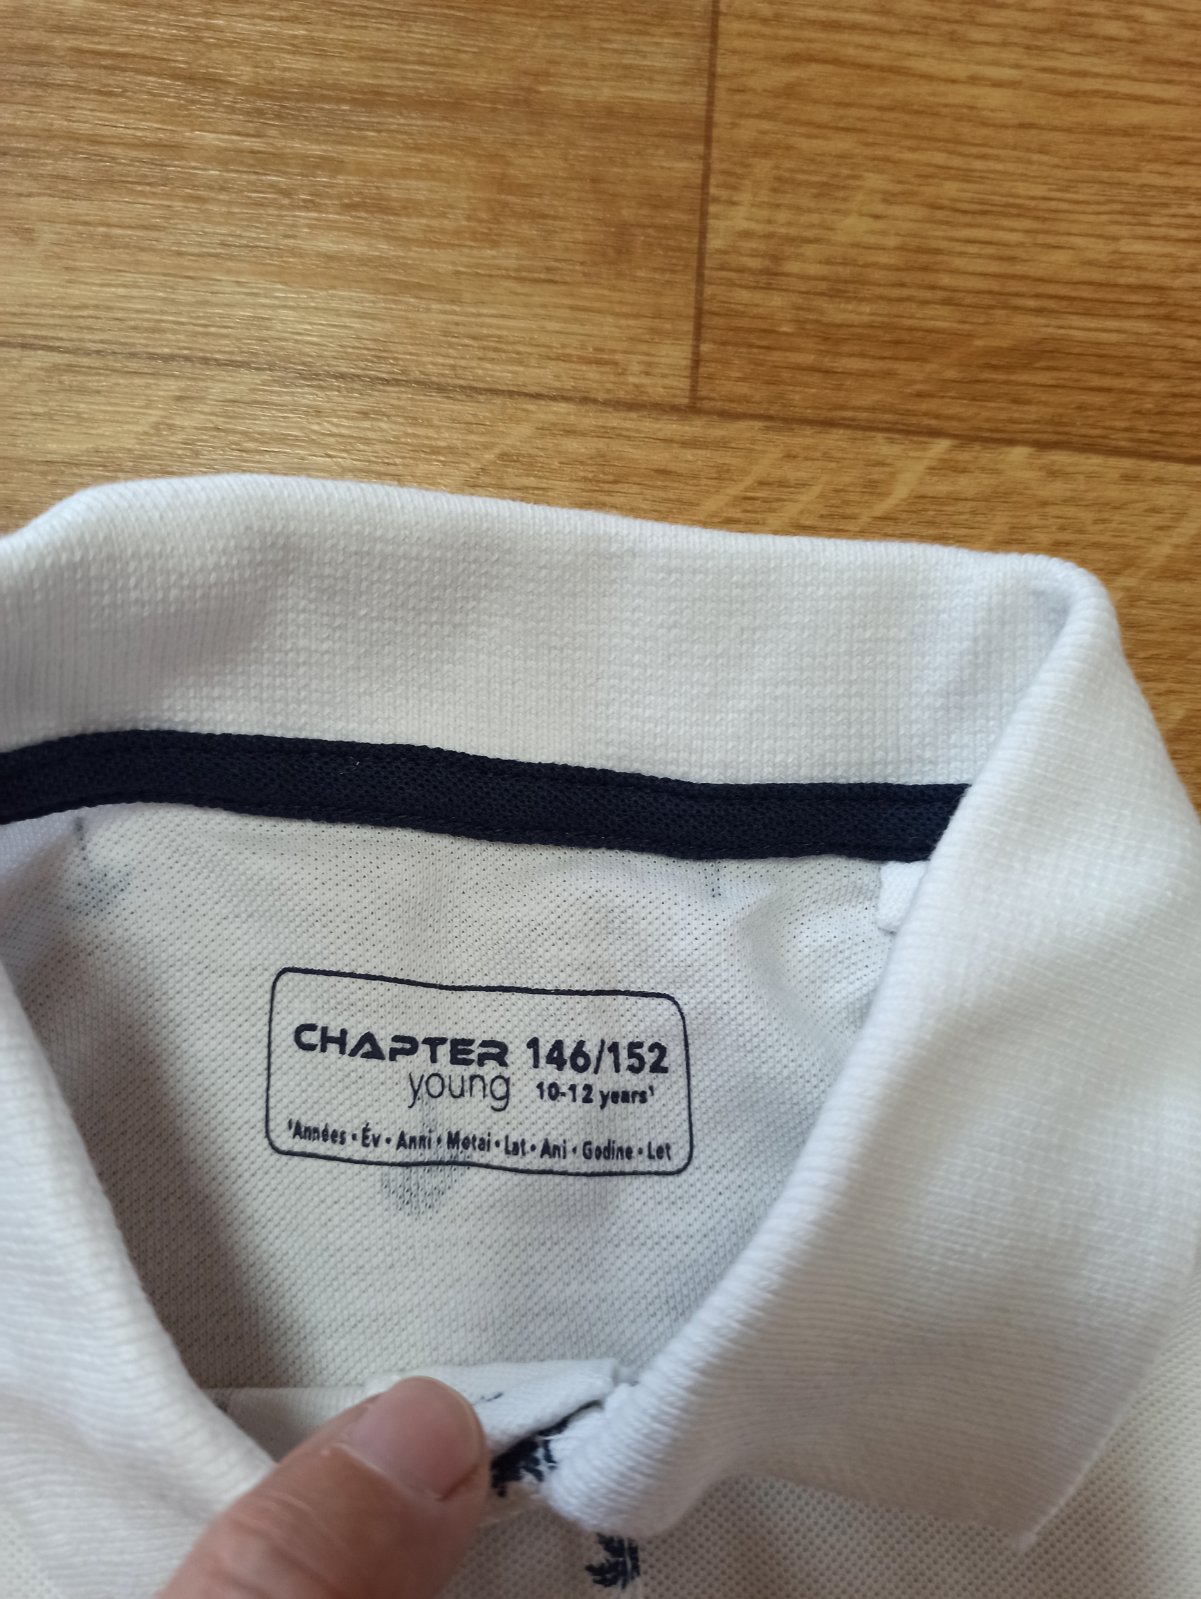 CHAPTER 146/152
young 10-12 years¹
¹Années • Év • Anni • Metai • Lat • Ani • Godine • Let